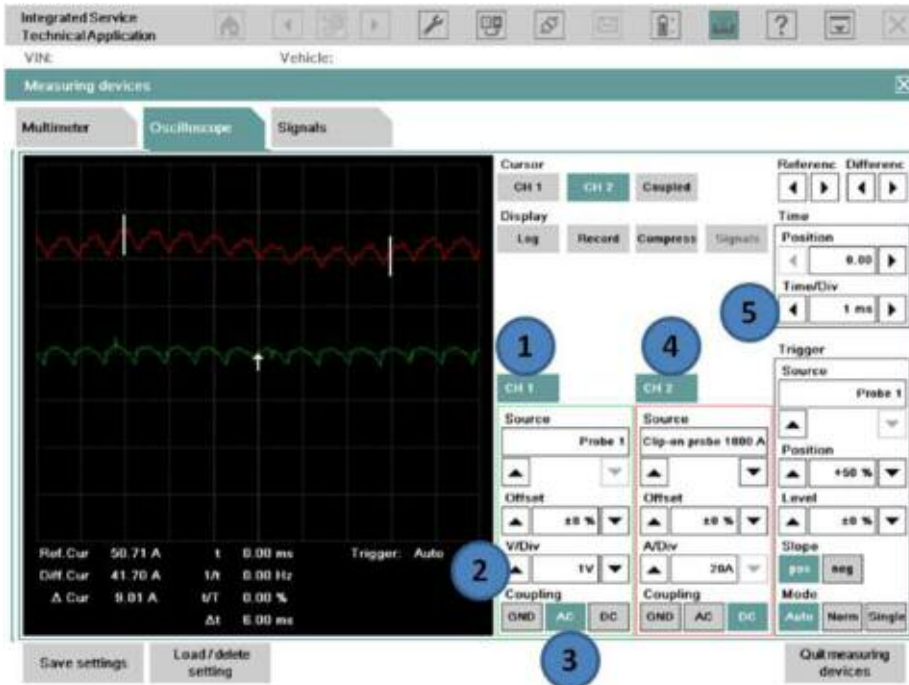 Integrated Service
Technical Application
?
VIN:
Vehicle:
Measuring devices
Multimeter
Oscilloscope
Signals
Cursor
CH 1
CH 2
Coupled
Display
Log
Record
Compress
Signals
Referenc
Differenc
Time
Position
0.00
Time/Div
5
1 ms
1
CH 1
Source
Probe 1
Offset
±0 %
V/Div
2
1V
Coupling
GND
AC
DC
3
4
CH 2
Source
Clip-on probe 1800 A
Offset
±0 %
A/Div
20A
Coupling
GND
AC
DC
Trigger
Source
Probe 1
Position
+50 %
Level
±0 %
Slope
pos
neg
Mode
Auto
Norm
Single
Ref.Cur 50.71 A t 0.00 ms Trigger: Auto
Diff.Cur 41.70 A 1/t 0.00 Hz
Δ Cur 9.01 A t/T 0.00 %
Δt 6.00 ms
Save settings
Load / delete
setting
Quit measuring
devices